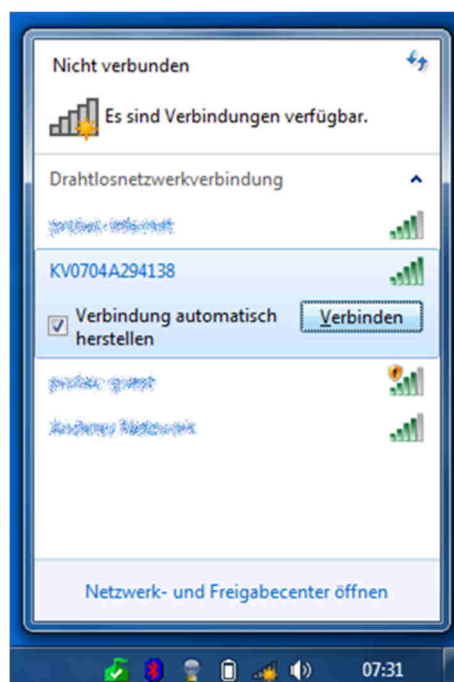 Nicht verbunden
Es sind Verbindungen verfügbar.
Drahtlosnetzwerkverbindung
KV0704A294138
Verbindung automatisch
herstellen
Verbinden
Netzwerk- und Freigabecenter öffnen
07:31